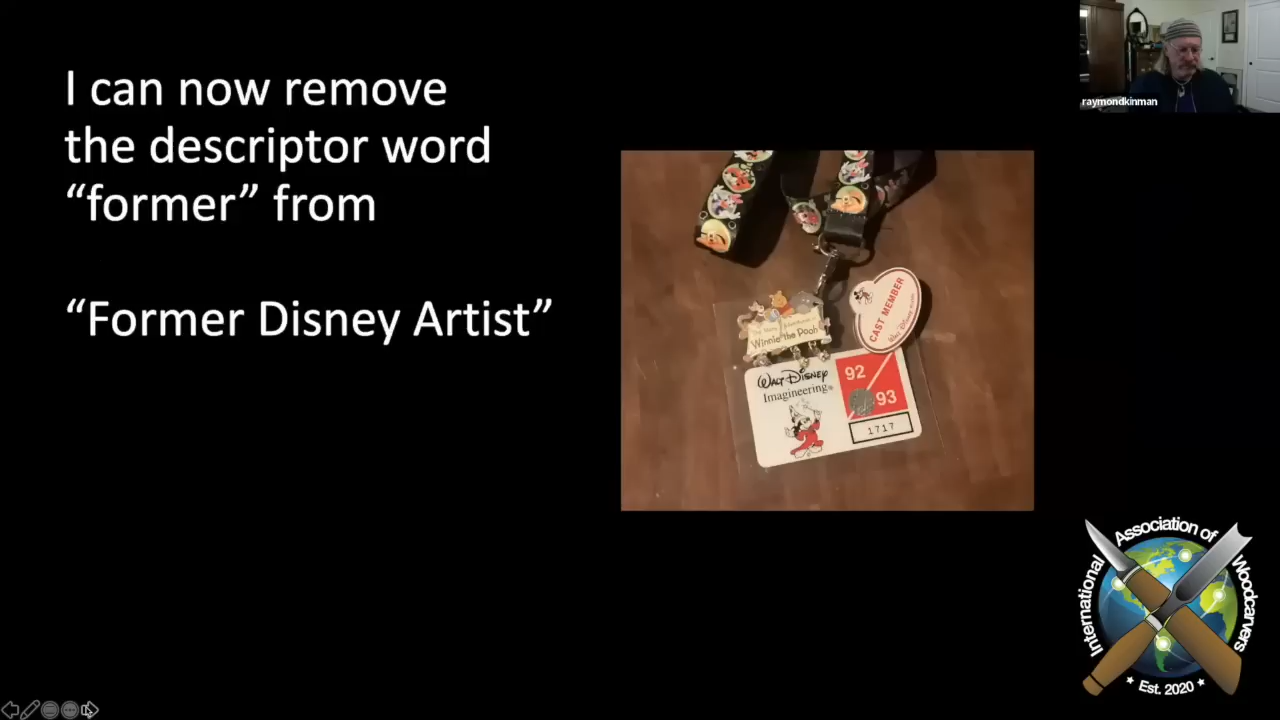 I can now remove
the descriptor word
“former” from
“Former Disney Artist”
raymondkinman
Winnie the Pooh
CAST MEMBER
Walt Disney
Imagineering®
92
93
1717
International Association of Woodcarvers
★ Est. 2020 ★